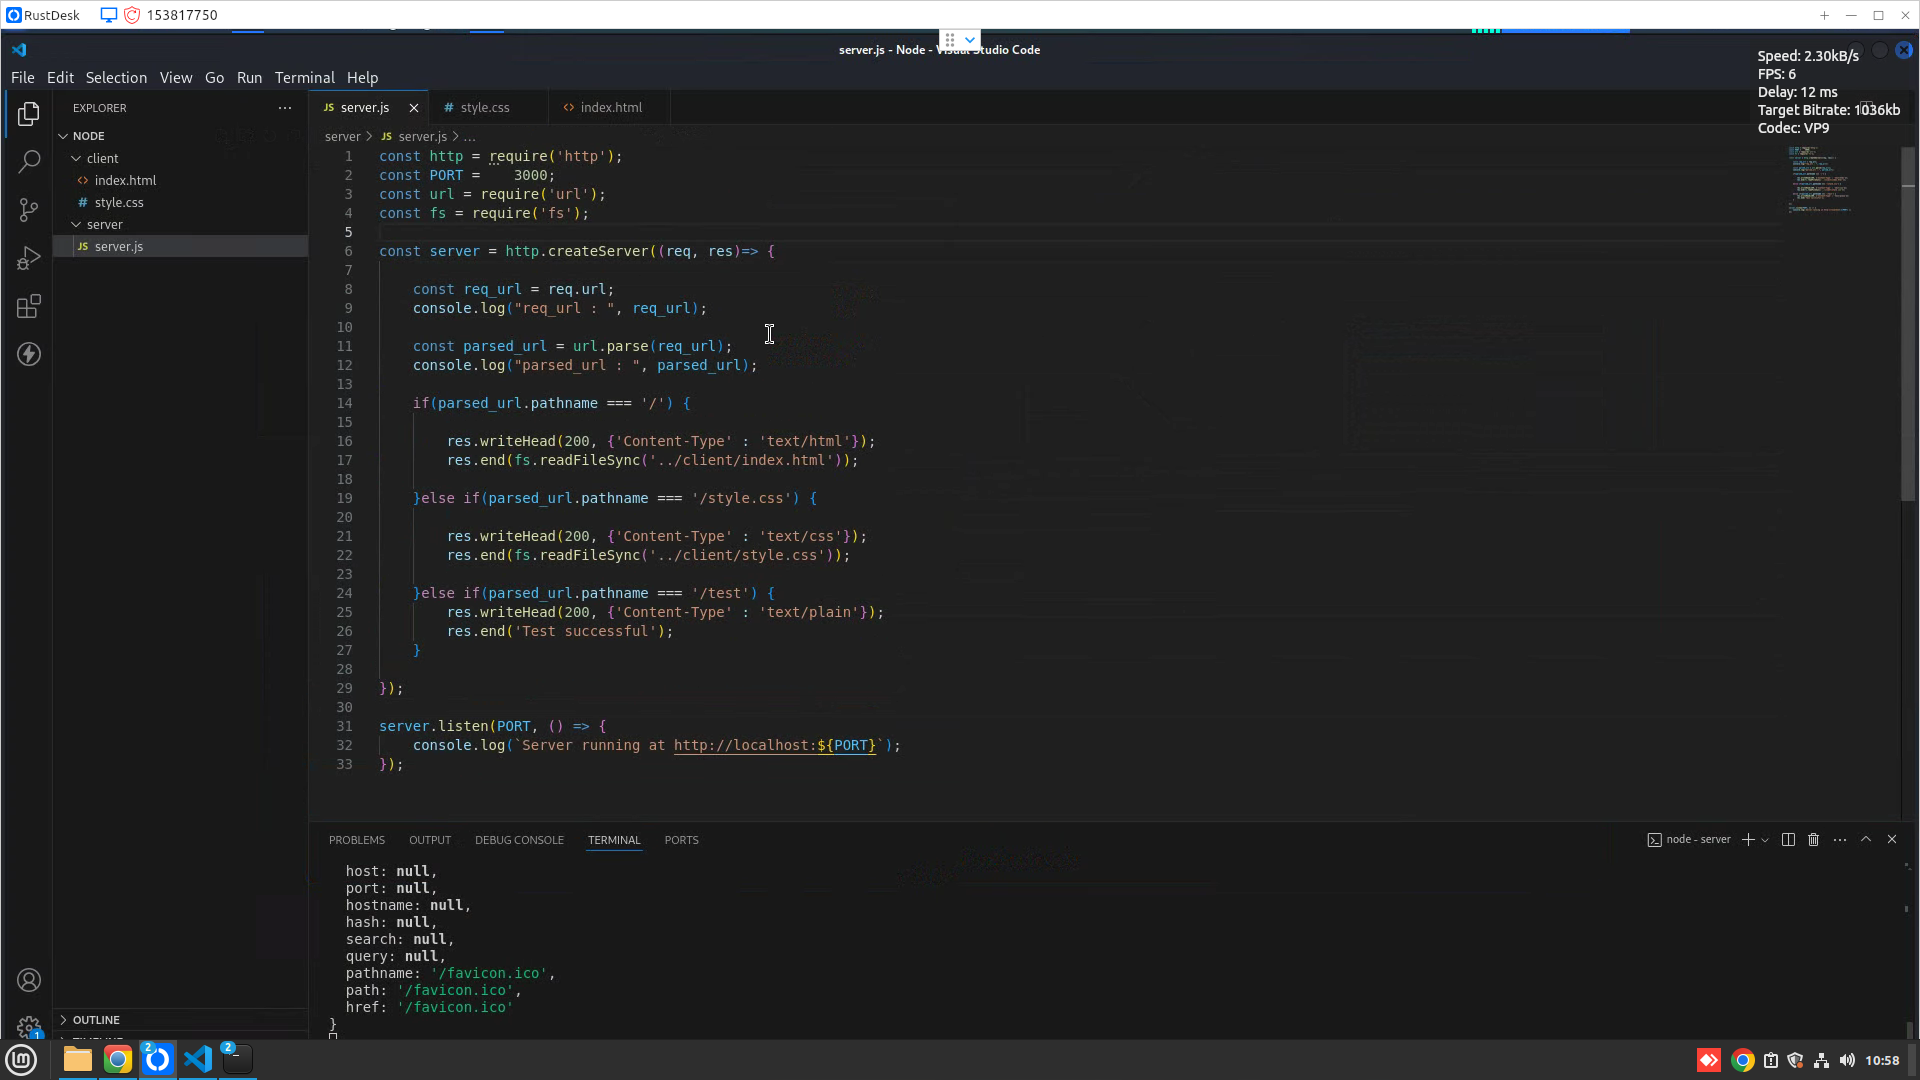 RustDesk 153817750
server.js - Node - Visual Studio Code
Speed: 2.30kB/s
FPS: 6
Delay: 12 ms
Target Bitrate: 1036kb
Codec: VP9
File Edit Selection View Go Run Terminal Help
EXPLORER
NODE
client
index.html
style.css
server
JS server.js
OUTLINE
JS server.js
# style.css
<> index.html
server > JS server.js > ...
1 const http = require('http');
2 const PORT =    3000;
3 const url = require('url');
4 const fs = require('fs');
5
6 const server = http.createServer((req, res)=> {
7
8     const req_url = req.url;
9     console.log("req_url : ", req_url);
10
11     const parsed_url = url.parse(req_url);
12     console.log("parsed_url : ", parsed_url);
13
14     if(parsed_url.pathname === '/') {
15
16         res.writeHead(200, {'Content-Type' : 'text/html'});
17         res.end(fs.readFileSync('../client/index.html'));
18
19     }else if(parsed_url.pathname === '/style.css') {
20
21         res.writeHead(200, {'Content-Type' : 'text/css'});
22         res.end(fs.readFileSync('../client/style.css'));
23
24     }else if(parsed_url.pathname === '/test') {
25         res.writeHead(200, {'Content-Type' : 'text/plain'});
26         res.end('Test successful');
27     }
28
29 });
30
31 server.listen(PORT, () => {
32     console.log(`Server running at http://localhost:${PORT}`);
33 });
PROBLEMS OUTPUT DEBUG CONSOLE TERMINAL PORTS
node - server
host: null,
port: null,
hostname: null,
hash: null,
search: null,
query: null,
pathname: '/favicon.ico',
path: '/favicon.ico',
href: '/favicon.ico'
}
1
2
2
10:58